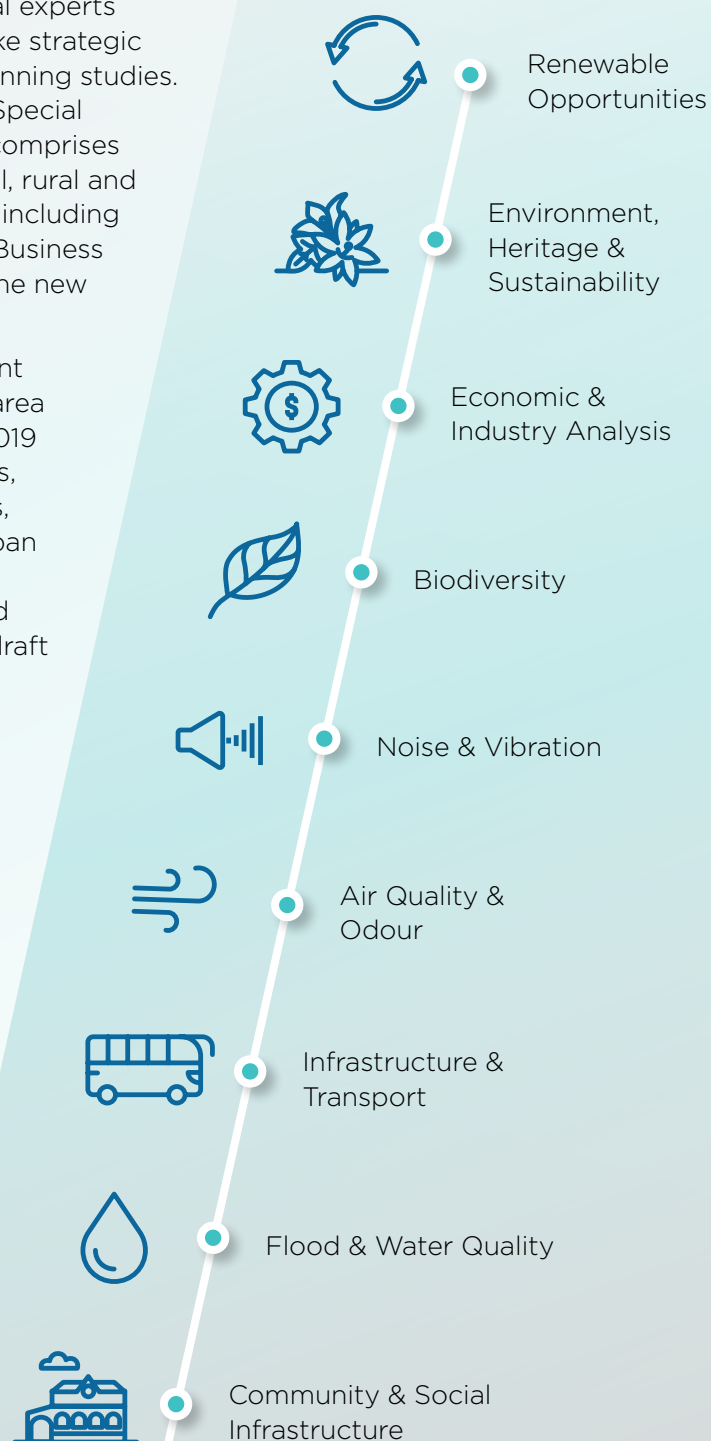 al experts
ke strategic
nning studies.
Special
comprises
l, rural and
including
Business
he new
nt
area
019
s,
s,
ban
d
draft
Renewable
Opportunities
Environment,
Heritage &
Sustainability
Economic &
Industry Analysis
$
Biodiversity
Noise & Vibration
Air Quality &
Odour
Infrastructure &
Transport
Flood & Water Quality
Community & Social
Infrastructure